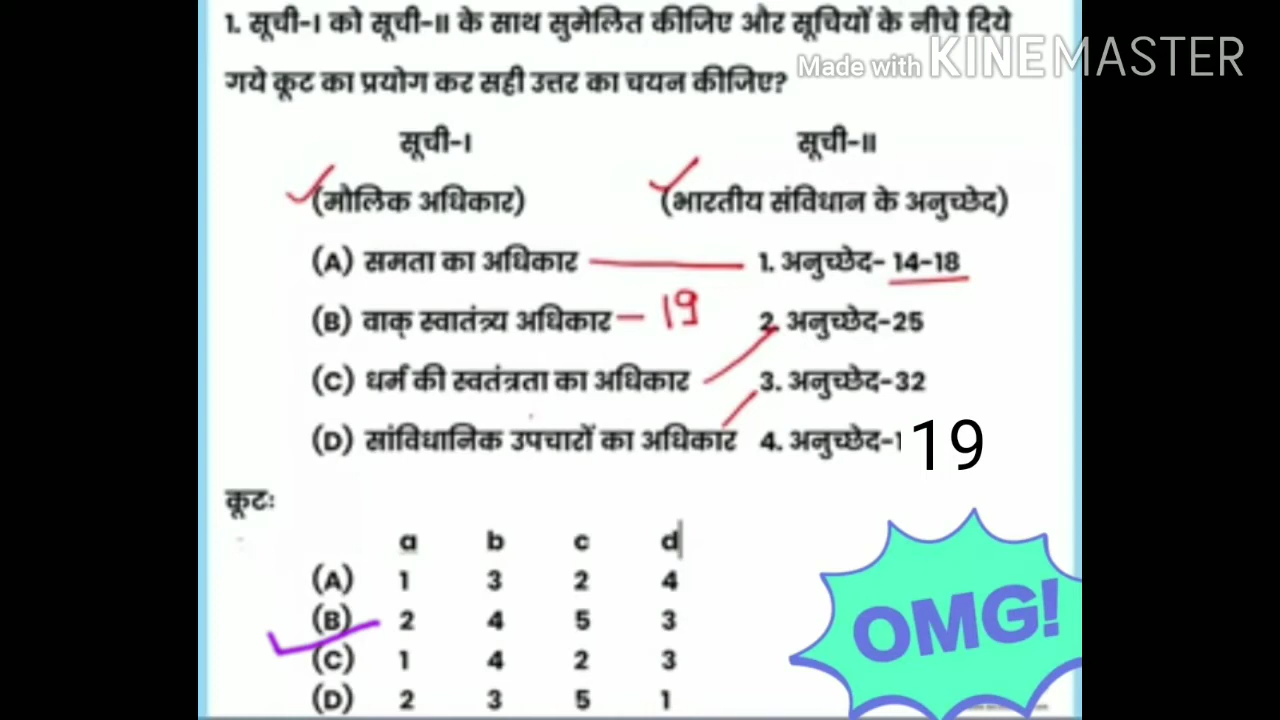 1. सूची-I को सूची-II के साथ सुमेलित कीजिए और सूचियों के नीचे दिये
गये कूट का प्रयोग कर सही उत्तर का चयन कीजिए?
Made with KINEMASTER
सूची-I सूची-II
(मौलिक अधिकार) (भारतीय संविधान के अनुच्छेद)
(A) समता का अधिकार 1. अनुच्छेद- 14-18
(B) वाक् स्वातंत्र्य अधिकार – 19 2. अनुच्छेद-25
(C) धर्म की स्वतंत्रता का अधिकार 3. अनुच्छेद-32
(D) सांविधानिक उपचारों का अधिकार 4. अनुच्छेद-19
कूटः
a b c d
(A) 1 3 2 4
(B) 2 4 5 3
(C) 1 4 2 3
(D) 2 3 5 1
OMG!